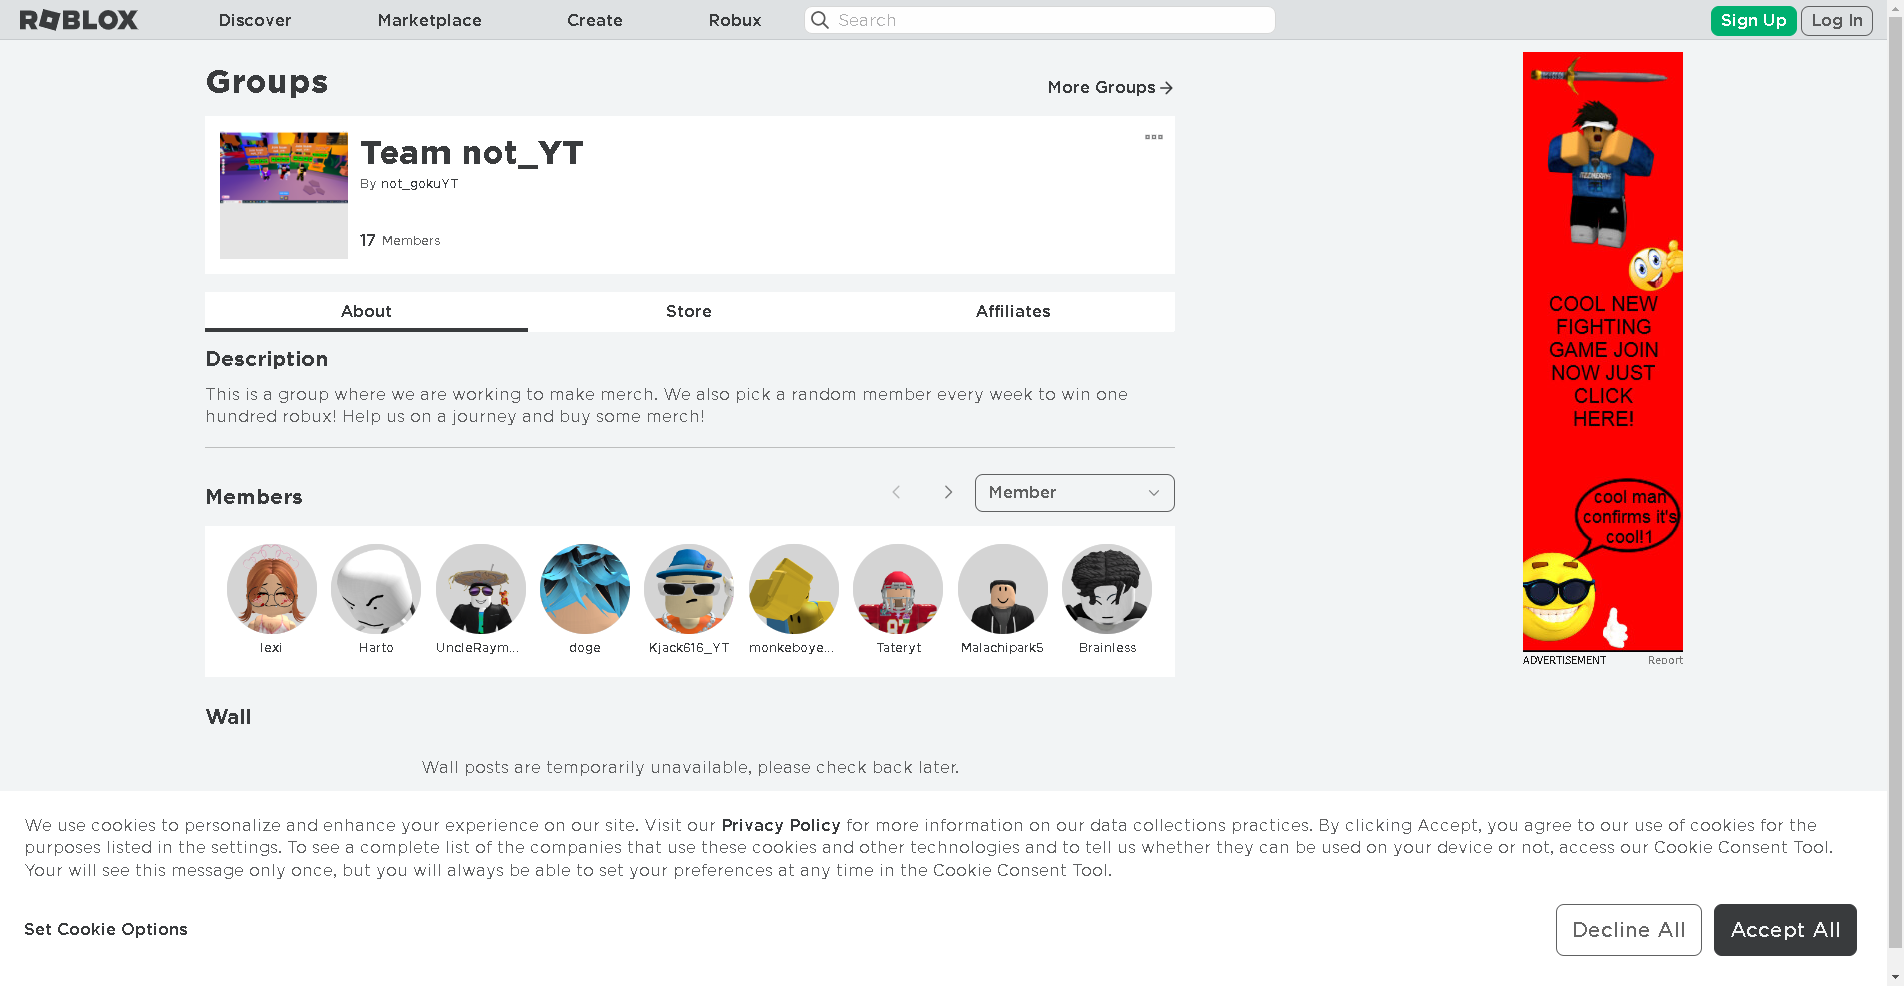 ROBLOX
Discover
Marketplace
Create
Robux
Search
Sign Up
Log In
Groups
More Groups
Team not_YT
By not_gokuYT
17 Members
About
Store
Affiliates
Description
This is a group where we are working to make merch. We also pick a random member every week to win one
hundred robux! Help us on a journey and buy some merch!
Members
Member
lexi
Harto
UncleRaym...
doge
Kjack616_YT
monkeboye...
Tateryt
Malachipark5
Brainless
Wall
Wall posts are temporarily unavailable, please check back later.
COOL NEW
FIGHTING
GAME JOIN
NOW JUST
CLICK
HERE!
cool man
confirms it's
cool!1
ADVERTISEMENT
Report
We use cookies to personalize and enhance your experience on our site. Visit our Privacy Policy for more information on our data collections practices. By clicking Accept, you agree to our use of cookies for the
purposes listed in the settings. To see a complete list of the companies that use these cookies and other technologies and to tell us whether they can be used on your device or not, access our Cookie Consent Tool.
Your will see this message only once, but you will always be able to set your preferences at any time in the Cookie Consent Tool.
Set Cookie Options
Decline All
Accept All